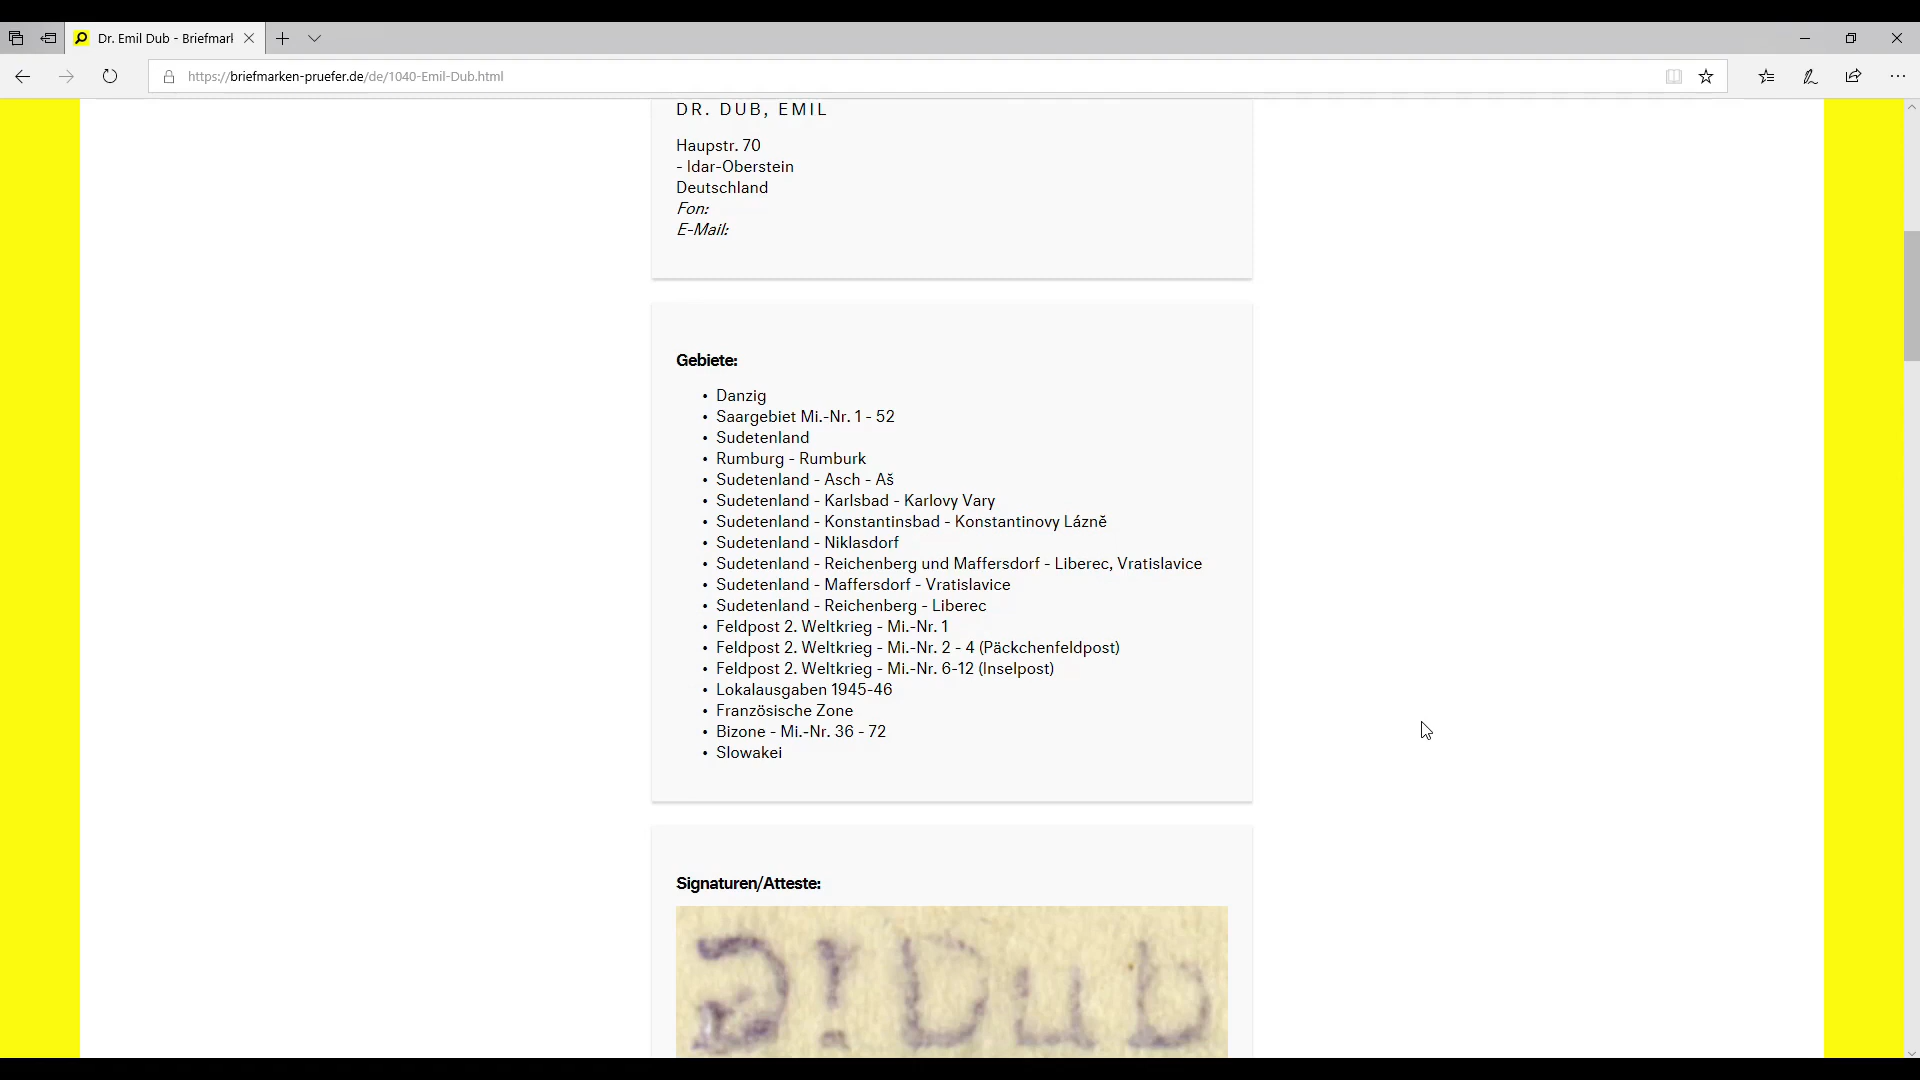 Dr. Emil Dub - Briefmar
https://briefmarken-pruefer.de/de/1040-Emil-Dub.html
DR. DUB, EMIL
Haupstr. 70
- Idar-Oberstein
Deutschland
Fon:
E-Mail:
Gebiete:
• Danzig
• Saargebiet Mi.-Nr. 1 - 52
• Sudetenland
• Rumburg - Rumburk
• Sudetenland - Asch - Aš
• Sudetenland - Karlsbad - Karlovy Vary
• Sudetenland - Konstantinsbad - Konstantinovy Lázně
• Sudetenland - Niklasdorf
• Sudetenland - Reichenberg und Maffersdorf - Liberec, Vratislavice
• Sudetenland - Maffersdorf - Vratislavice
• Sudetenland - Reichenberg - Liberec
• Feldpost 2. Weltkrieg - Mi.-Nr. 1
• Feldpost 2. Weltkrieg - Mi.-Nr. 2 - 4 (Päckchenfeldpost)
• Feldpost 2. Weltkrieg - Mi.-Nr. 6-12 (Inselpost)
• Lokalausgaben 1945-46
• Französische Zone
• Bizone - Mi.-Nr. 36 - 72
• Slowakei
Signaturen/Atteste:
Dub